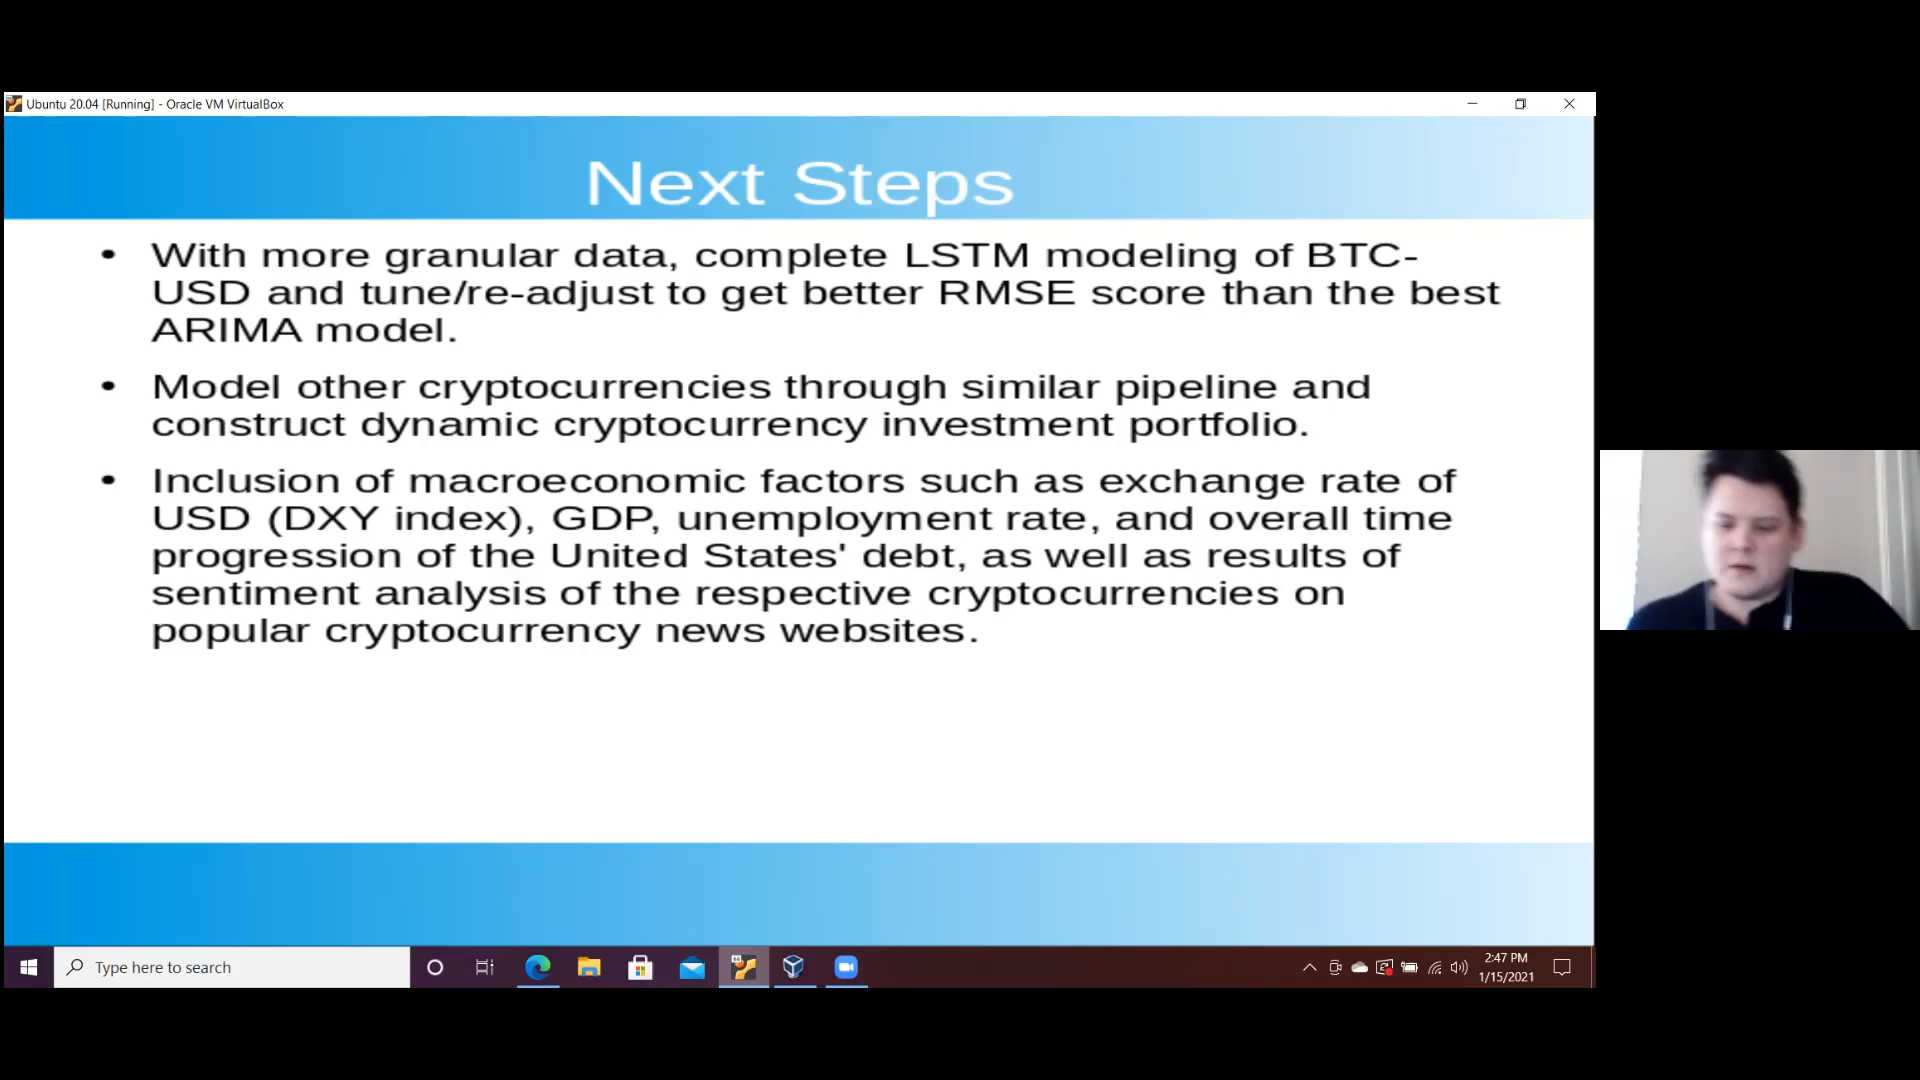 Ubuntu 20.04 [Running] - Oracle VM VirtualBox
Next Steps
• With more granular data, complete LSTM modeling of BTC-
USD and tune/re-adjust to get better RMSE score than the best
ARIMA model.
• Model other cryptocurrencies through similar pipeline and
construct dynamic cryptocurrency investment portfolio.
• Inclusion of macroeconomic factors such as exchange rate of
USD (DXY index), GDP, unemployment rate, and overall time
progression of the United States' debt, as well as results of
sentiment analysis of the respective cryptocurrencies on
popular cryptocurrency news websites.
Type here to search
2:47 PM
1/15/2021